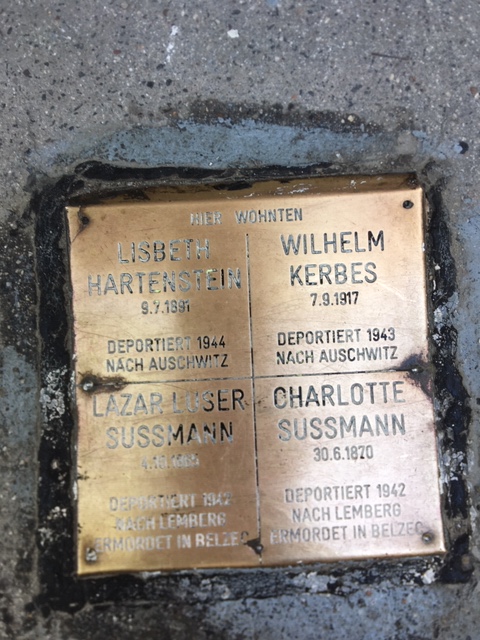 HIER WOHNTEN
LISBETH
HARTENSTEIN
9.7.1891
DEPORTIERT 1944
NACH AUSCHWITZ
WILHELM
KERBES
7.9.1917
DEPORTIERT 1943
NACH AUSCHWITZ
LAZAR LUSER
SUSSMANN
DEPORTIERT 1942
NACH LEMBERG
ERMORDET IN BELZEC
CHARLOTTE
SUSSMANN
30.6.1870
DEPORTIERT 1942
NACH LEMBERG
ERMORDET IN BELZEC